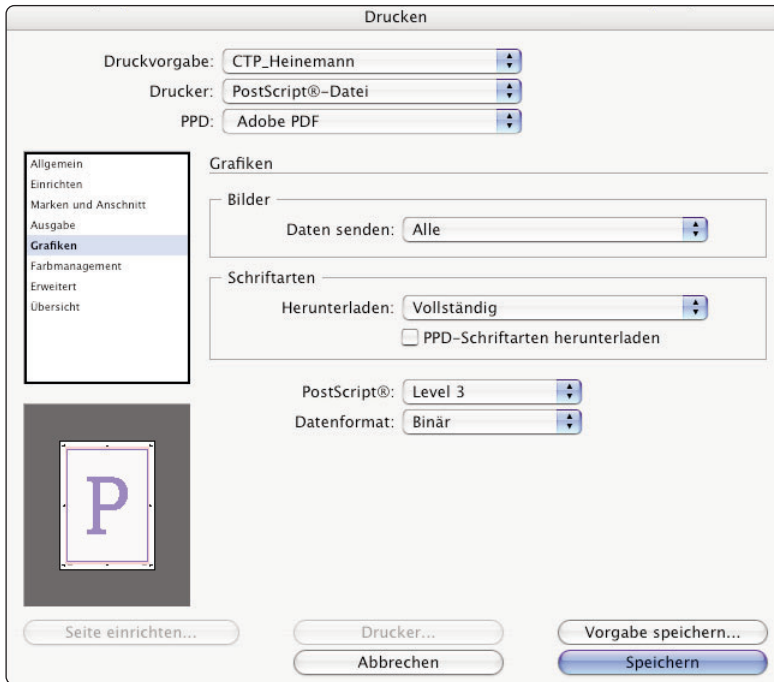 Drucken
Druckvorgabe: CTP_Heinemann
Drucker: PostScript®-Datei
PPD: Adobe PDF
Allgemein
Einrichten
Marken und Anschnitt
Ausgabe
Grafiken
Farbmanagement
Erweitert
Übersicht
Grafiken
Bilder
Daten senden: Alle
Schriftarten
Herunterladen: Vollständig
PPD-Schriftarten herunterladen
PostScript®: Level 3
Datenformat: Binär
P
Seite einrichten... Drucker... Vorgabe speichern...
Abbrechen Speichern